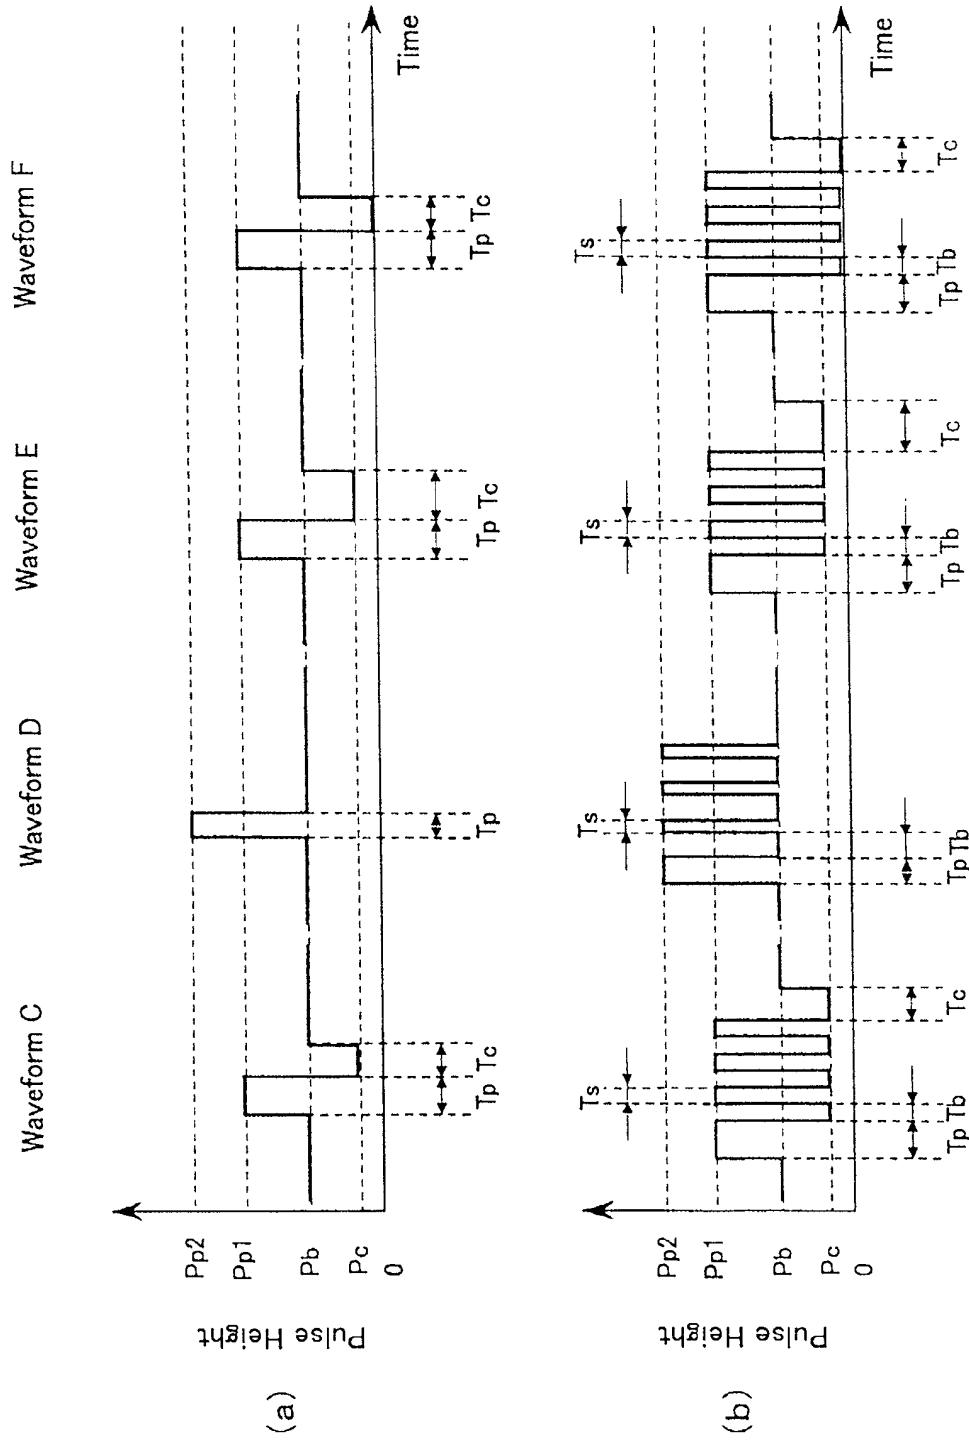 Waveform C Waveform D Waveform E Waveform F
(a)
Pulse Height
Pp2
Pp1
Pb
Pc
0
Time
Tp Tc
Tp
Tp Tc
Tp Tc
(b)
Pulse Height
Pp2
Pp1
Pb
Pc
0
Time
Ts
Ts
Ts
Ts
Tp Tb Tc
Tp Tb
Tp Tb Tc
Tp Tb Tc